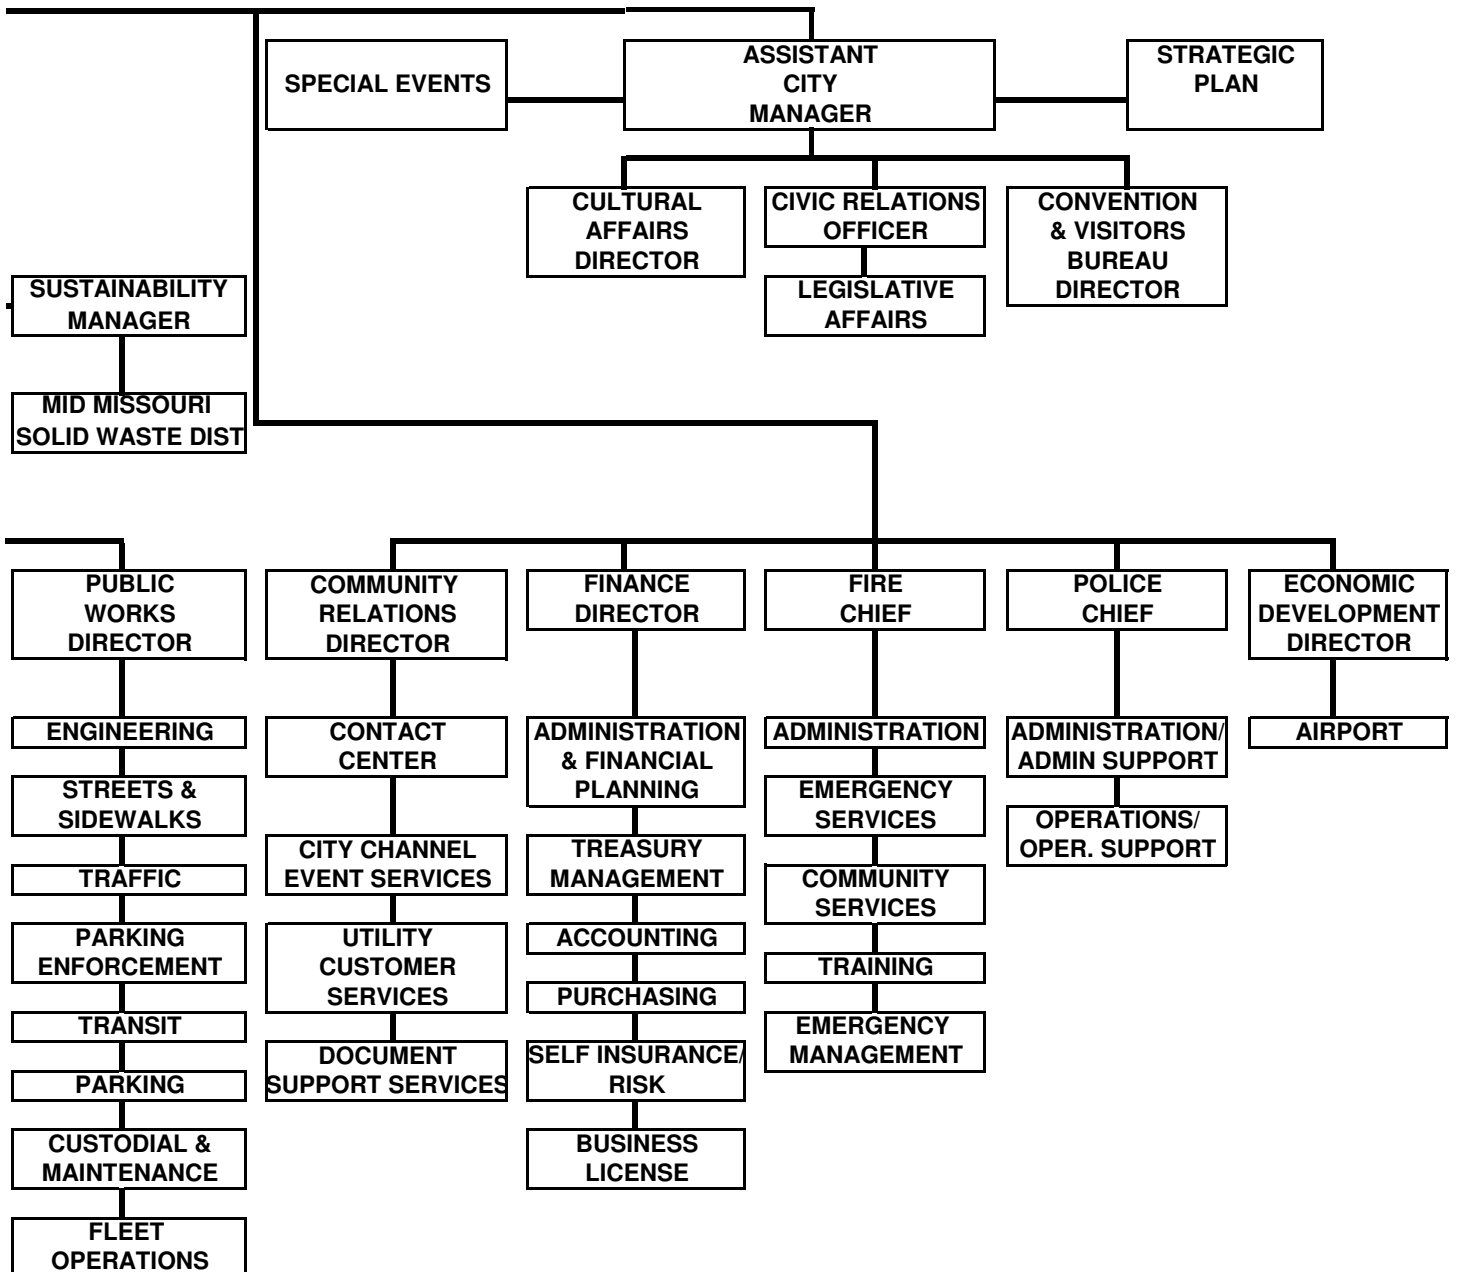 SPECIAL EVENTS
ASSISTANT
CITY
MANAGER
STRATEGIC
PLAN
CULTURAL
AFFAIRS
DIRECTOR
CIVIC RELATIONS
OFFICER
LEGISLATIVE
AFFAIRS
CONVENTION
& VISITORS
BUREAU
DIRECTOR
SUSTAINABILITY
MANAGER
MID MISSOURI
SOLID WASTE DIST
PUBLIC
WORKS
DIRECTOR
ENGINEERING
STREETS &
SIDEWALKS
TRAFFIC
PARKING
ENFORCEMENT
TRANSIT
PARKING
CUSTODIAL &
MAINTENANCE
FLEET
OPERATIONS
COMMUNITY
RELATIONS
DIRECTOR
CONTACT
CENTER
CITY CHANNEL
EVENT SERVICES
UTILITY
CUSTOMER
SERVICES
DOCUMENT
SUPPORT SERVICES
FINANCE
DIRECTOR
ADMINISTRATION
& FINANCIAL
PLANNING
TREASURY
MANAGEMENT
ACCOUNTING
PURCHASING
SELF INSURANCE/
RISK
BUSINESS
LICENSE
FIRE
CHIEF
ADMINISTRATION
EMERGENCY
SERVICES
COMMUNITY
SERVICES
TRAINING
EMERGENCY
MANAGEMENT
POLICE
CHIEF
ADMINISTRATION/
ADMIN SUPPORT
OPERATIONS/
OPER. SUPPORT
ECONOMIC
DEVELOPMENT
DIRECTOR
AIRPORT